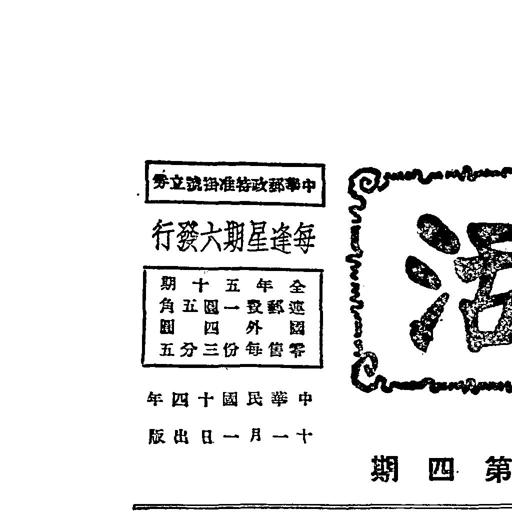 中華郵政特准掛號立劵
每逢星期六發行
全年五十期
連郵費一圓五角
國外四圓
零售每份三分五
中華民國十四年
十一月一日出版
活
第四期